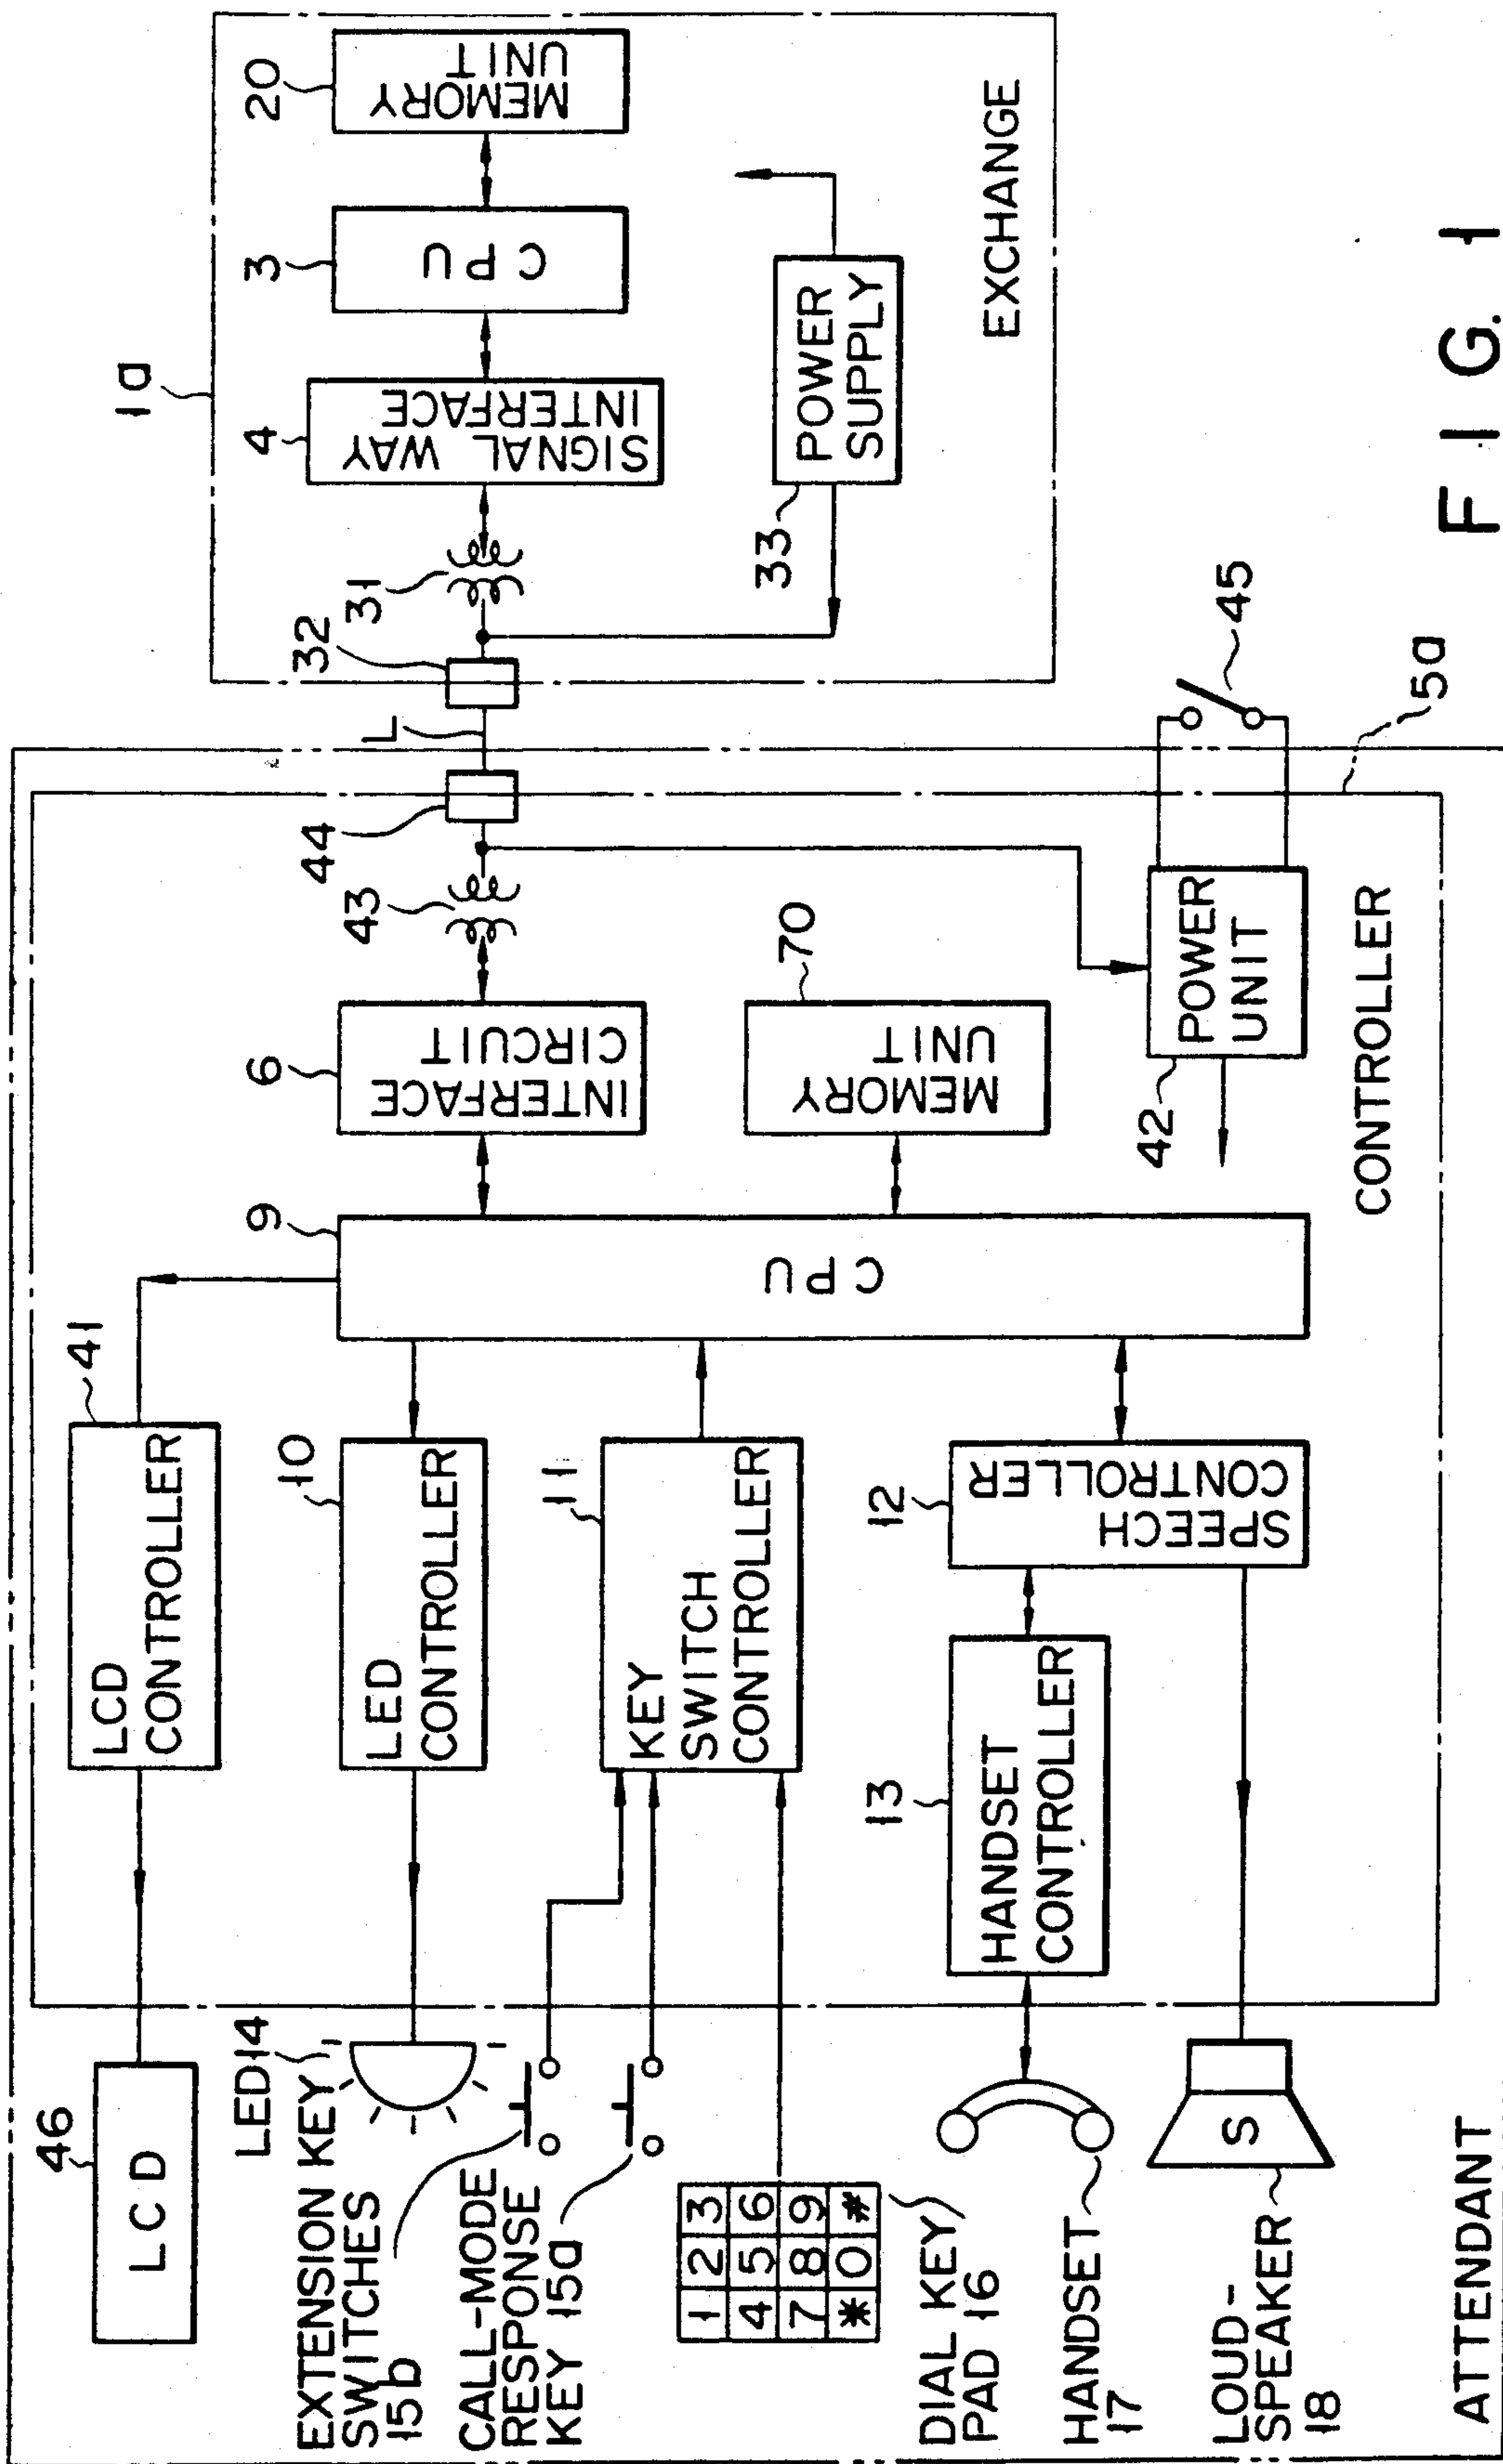 46
LCD
41
LCD
CONTROLLER
LED14
10
LED
CONTROLLER
EXTENSION KEY
SWITCHES
15b
CALL-MODE
RESPONSE
KEY 15a
11
KEY
SWITCH
CONTROLLER
1 2 3
4 5 6
7 8 9
* 0 #
DIAL KEY
PAD 16
HANDSET
17
LOUD-
SPEAKER
18
S
13
HANDSET
CONTROLLER
12
SPEECH
CONTROLLER
9
CPU
6
INTERFACE
CIRCUIT
70
MEMORY
UNIT
43
44
L
42
POWER
UNIT
45
5a
CONTROLLER
ATTENDANT
1a
32
31
4
SIGNAL WAY
INTERFACE
3
CPU
20
MEMORY
UNIT
33
POWER
SUPPLY
EXCHANGE
FIG. 1